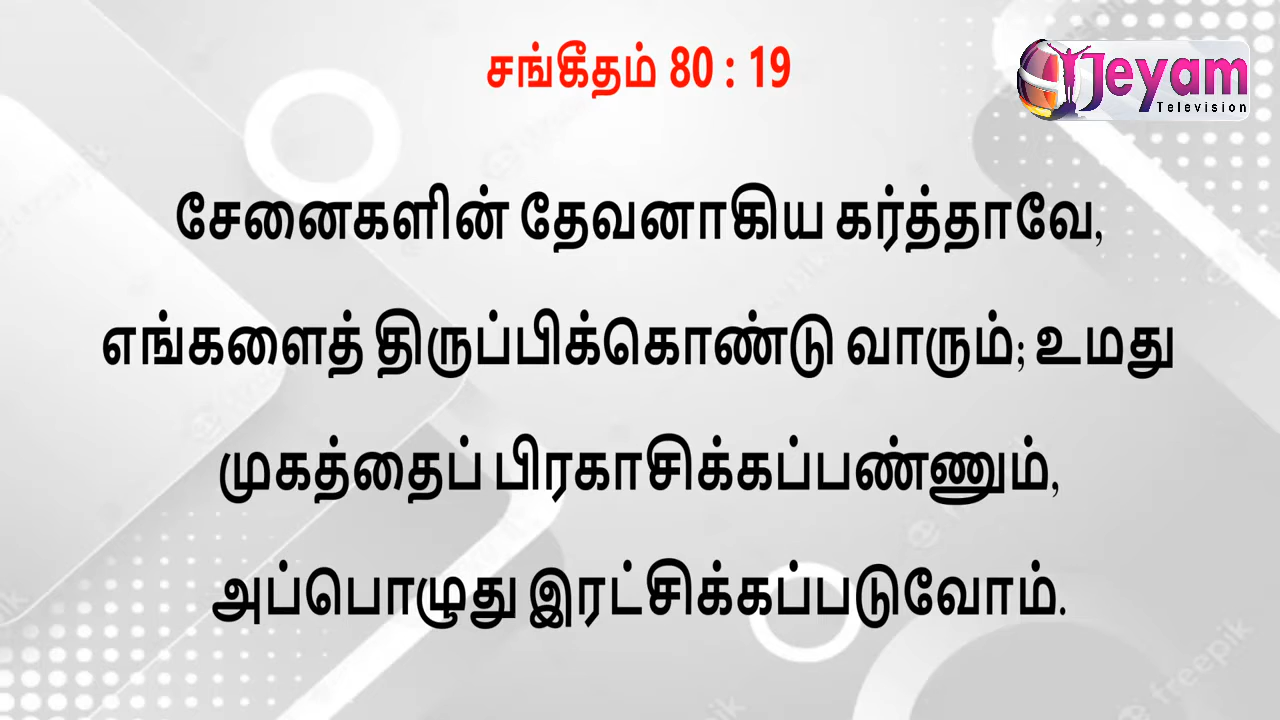 சங்கீதம் 80 : 19
Jeyam
Television
சேனைகளின் தேவனாகிய கர்த்தாவே,
எங்களைத் திருப்பிக்கொண்டு வாரும்; உமது
முகத்தைப் பிரகாசிக்கப்பண்ணும்,
அப்பொழுது இரட்சிக்கப்படுவோம்.
freepik